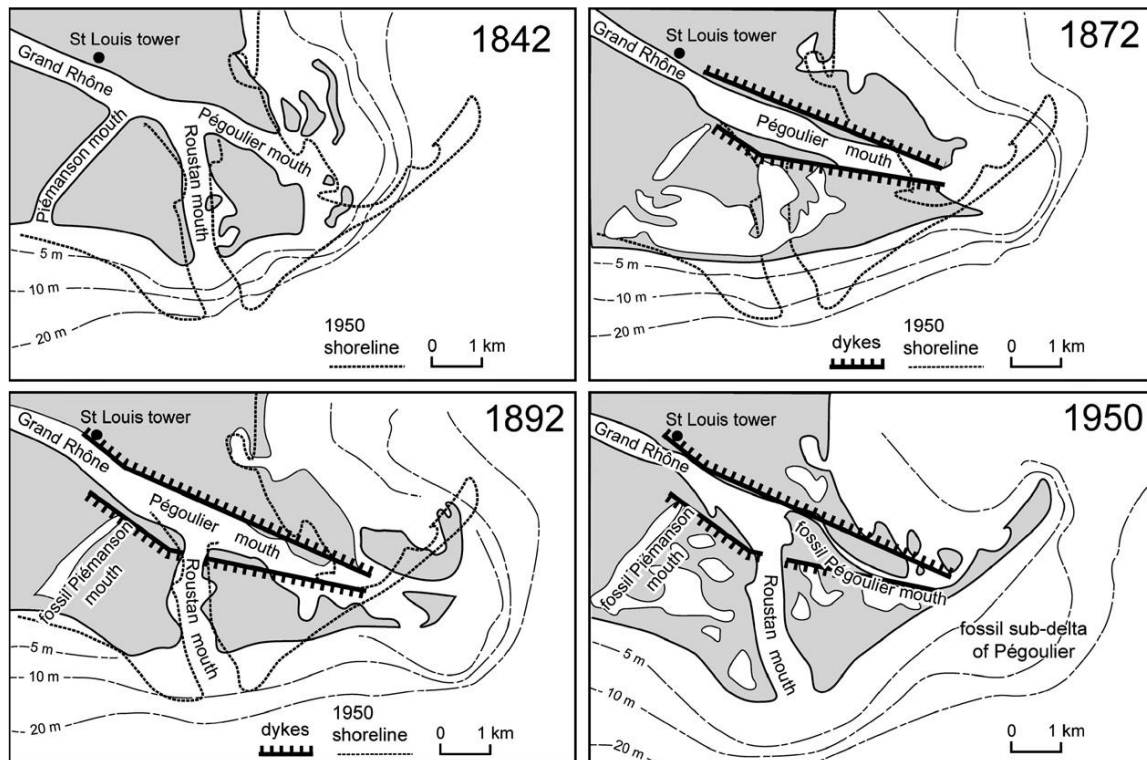 1842
St Louis tower
Grand Rhône
Pégoulier mouth
Roustan mouth
Piémanson mouth
5 m
10 m
20 m
1950
shoreline
0 1 km
1872
St Louis tower
Grand Rhône
Pégoulier mouth
5 m
10 m
20 m
dykes
1950
shoreline
0 1 km
1892
St Louis tower
Grand Rhône
Pégoulier
mouth
fossil Piémanson
mouth
Roustan
mouth
5 m
10 m
20 m
dykes
1950
shoreline
0 1 km
1950
St Louis tower
Grand Rhône
fossil Piémanson
mouth
fossil Pégoulier mouth
Roustan
mouth
fossil sub-delta
of Pégoulier
5 m
10 m
20 m
0 1 km